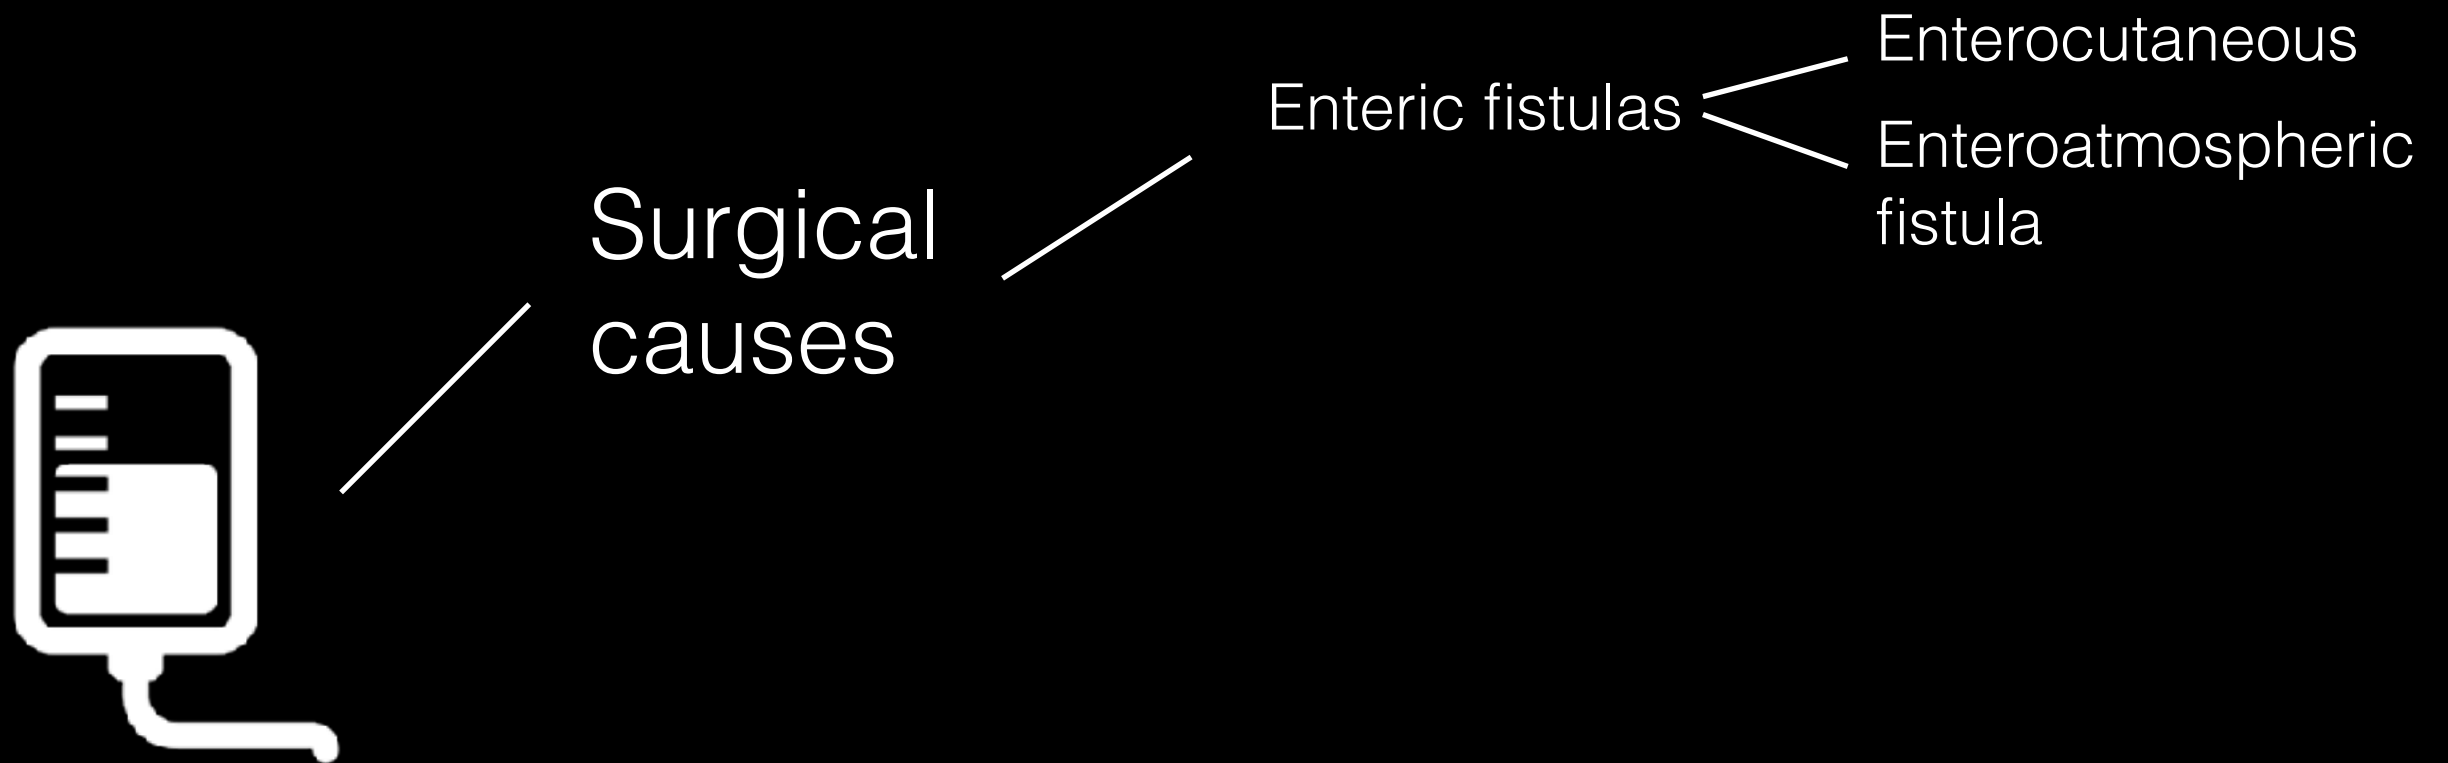 Surgical
causes
Enteric fistulas
Enterocutaneous
Enteroatmospheric
fistula